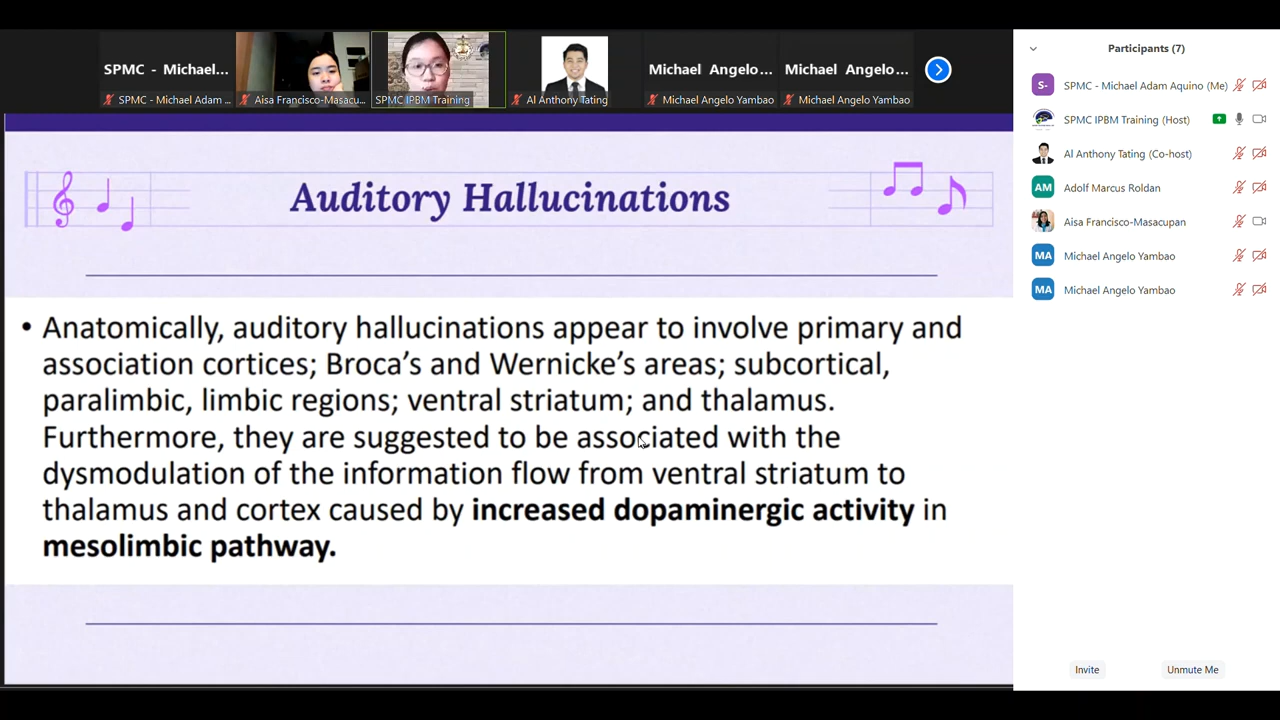 SPMC - Michael...
Michael Angelo...
Michael Angelo...
SPMC - Michael Adam ...
Aisa Francisco-Masacu...
SPMC IPBM Training
Al Anthony Tating
Michael Angelo Yambao
Michael Angelo Yambao
Auditory Hallucinations
• Anatomically, auditory hallucinations appear to involve primary and
association cortices; Broca's and Wernicke's areas; subcortical,
paralimbic, limbic regions; ventral striatum; and thalamus.
Furthermore, they are suggested to be associated with the
dysmodulation of the information flow from ventral striatum to
thalamus and cortex caused by increased dopaminergic activity in
mesolimbic pathway.
Participants (7)
S- SPMC - Michael Adam Aquino (Me)
SPMC IPBM Training (Host)
Al Anthony Tating (Co-host)
AM Adolf Marcus Roldan
Aisa Francisco-Masacupan
MA Michael Angelo Yambao
MA Michael Angelo Yambao
Invite
Unmute Me